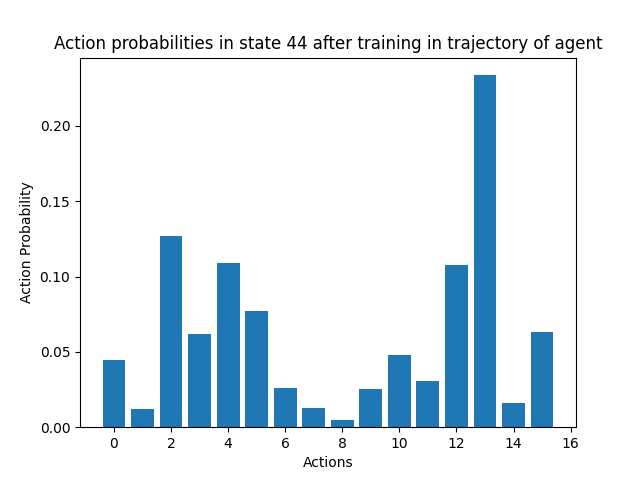 Action probabilities in state 44 after training in trajectory of agent
0.20
0.15
0.10
0.05
0.00
Action Probability
0 2 4 6 8 10 12 14 16
Actions